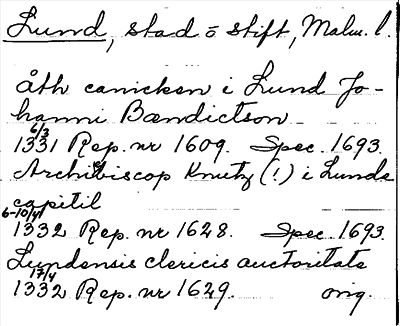 Lund, stad o stift, Malm. l.
åth canicken i Lund Jo-
hanni Bændictson
6/3
1331 Rep. nr 1609. Spec. 1693.
Archibiscop Knutz (!) i Lunds
capitil
6-10/4
1332 Rep. nr 1628. Spec. 1693.
Lundensis clericis auctoritate
17/4
1332 Rep. nr 1629. orig.